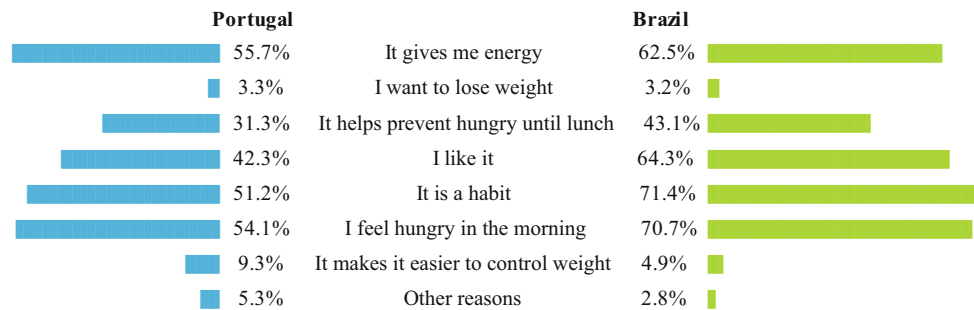 Portugal Brazil
55.7% It gives me energy 62.5%
3.3% I want to lose weight 3.2%
31.3% It helps prevent hungry until lunch 43.1%
42.3% I like it 64.3%
51.2% It is a habit 71.4%
54.1% I feel hungry in the morning 70.7%
9.3% It makes it easier to control weight 4.9%
5.3% Other reasons 2.8%